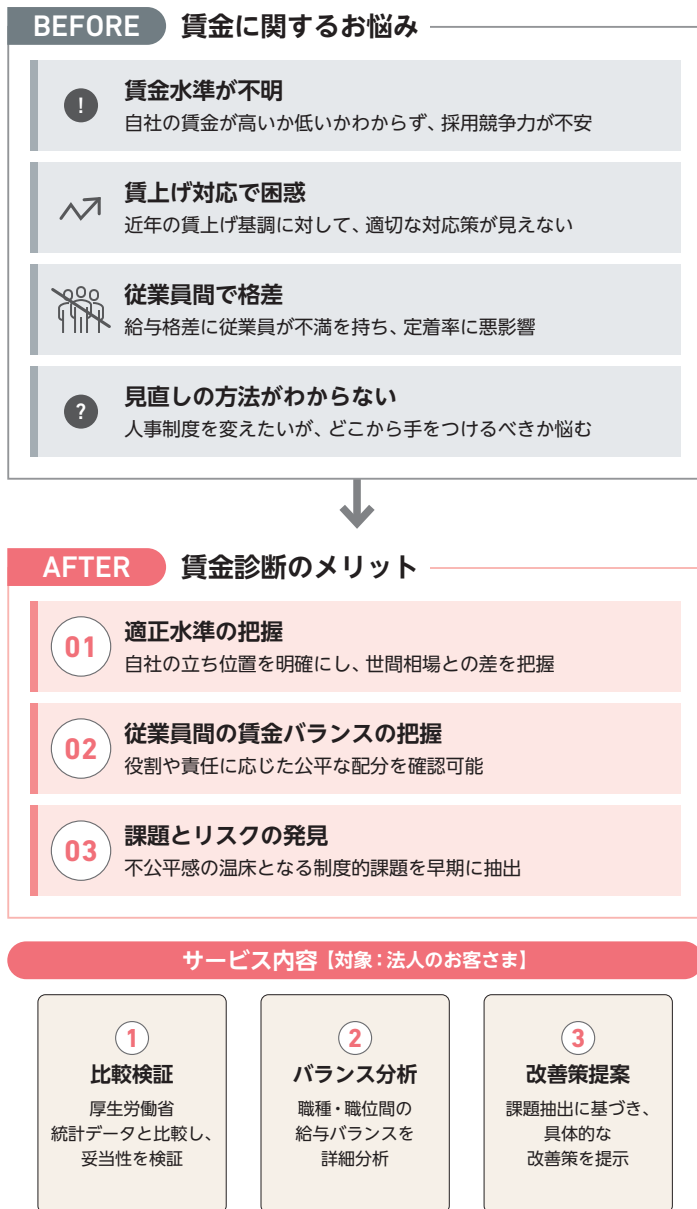 BEFORE 賃金に関するお悩み
!
賃金水準が不明
自社の賃金が高いか低いかわからず、採用競争力が不安
賃上げ対応で困惑
近年の賃上げ基調に対して、適切な対応策が見えない
従業員間で格差
給与格差に従業員が不満を持ち、定着率に悪影響
?
見直しの方法がわからない
人事制度を変えたいが、どこから手をつけるべきか悩む
AFTER 賃金診断のメリット
01
適正水準の把握
自社の立ち位置を明確にし、世間相場との差を把握
02
従業員間の賃金バランスの把握
役割や責任に応じた公平な配分を確認可能
03
課題とリスクの発見
不公平感の温床となる制度的課題を早期に抽出
サービス内容【対象：法人のお客さま】
1
比較検証
厚生労働省
統計データと比較し、
妥当性を検証
2
バランス分析
職種・職位間の
給与バランスを
詳細分析
3
改善策提案
課題抽出に基づき、
具体的な
改善策を提示